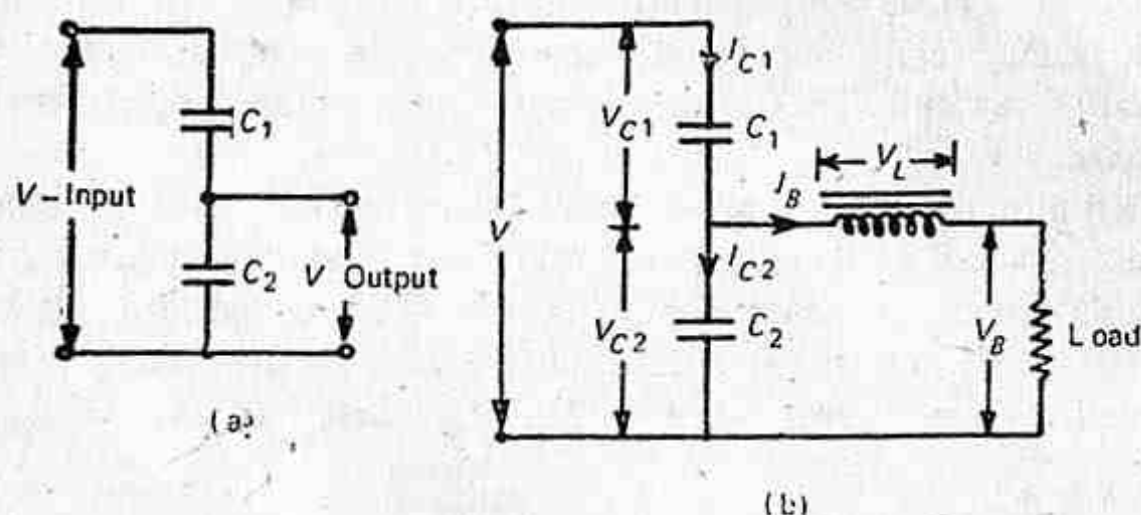 V-Input
C1
C2
V Output
(a)
V
VC1
IC1
C1
VL
IB
IC2
VC2
C2
VB
Load
(b)